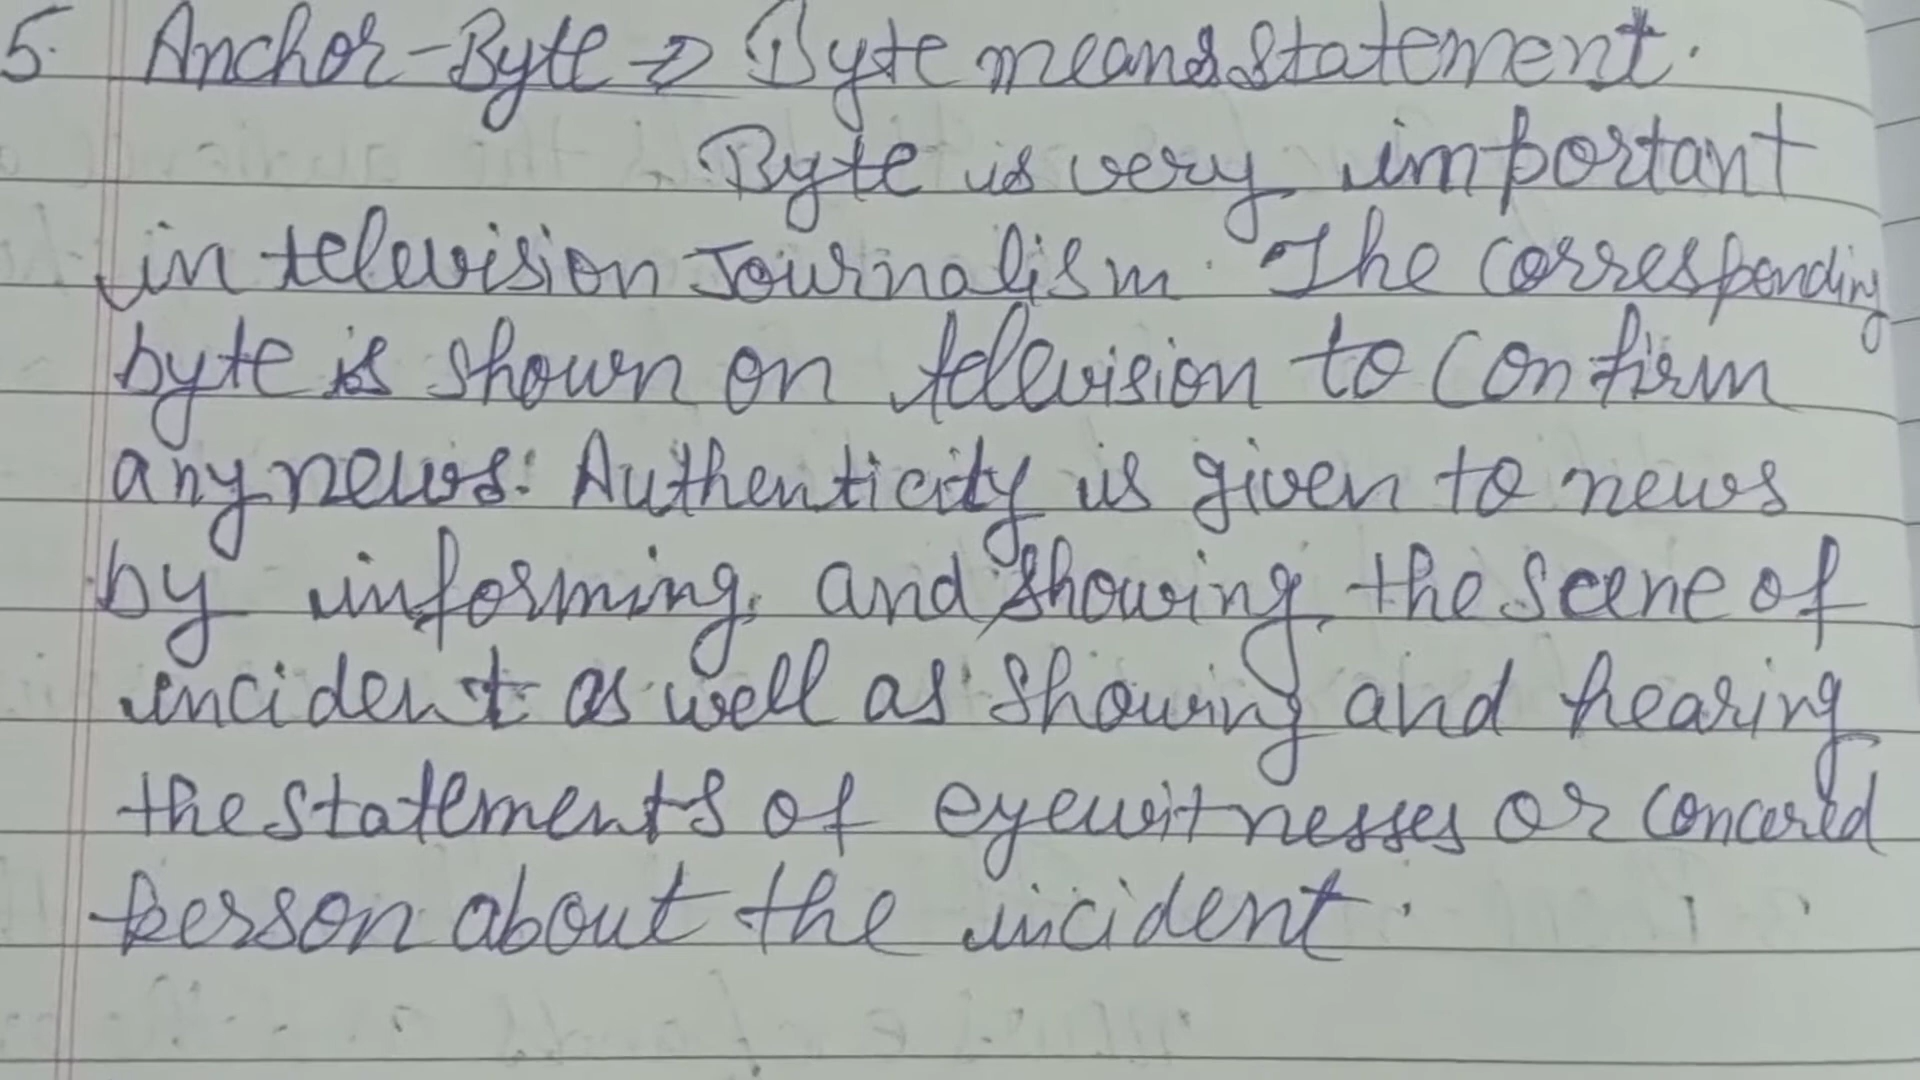 5. Anchor-Byte → Byte means statement.
Byte is very important
in television Journalism. The corresponding
byte is shown on television to confirm
any news. Authenticity is given to news
by informing and showing the scene of
incident as well as showing and hearing
the statements of eyewitnesses or concered
person about the incident.